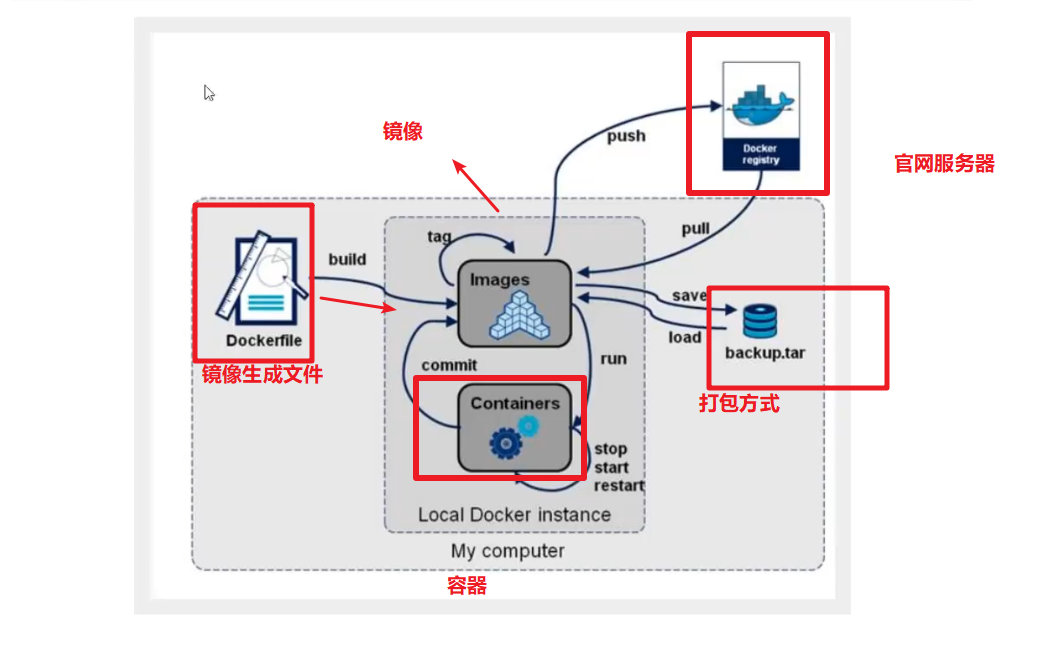 镜像
push
Docker
registry
官网服务器
pull
tag
build
Images
save
load
backup.tar
Dockerfile
镜像生成文件
commit
run
打包方式
Containers
stop
start
restart
Local Docker instance
My computer
容器